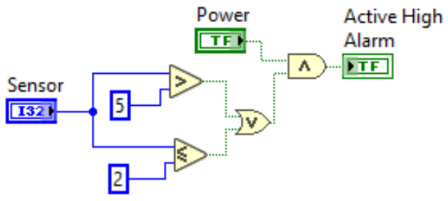 Power
Active High
Alarm
TF
TF
Sensor
I32
>
5
∧
∨
≤
2